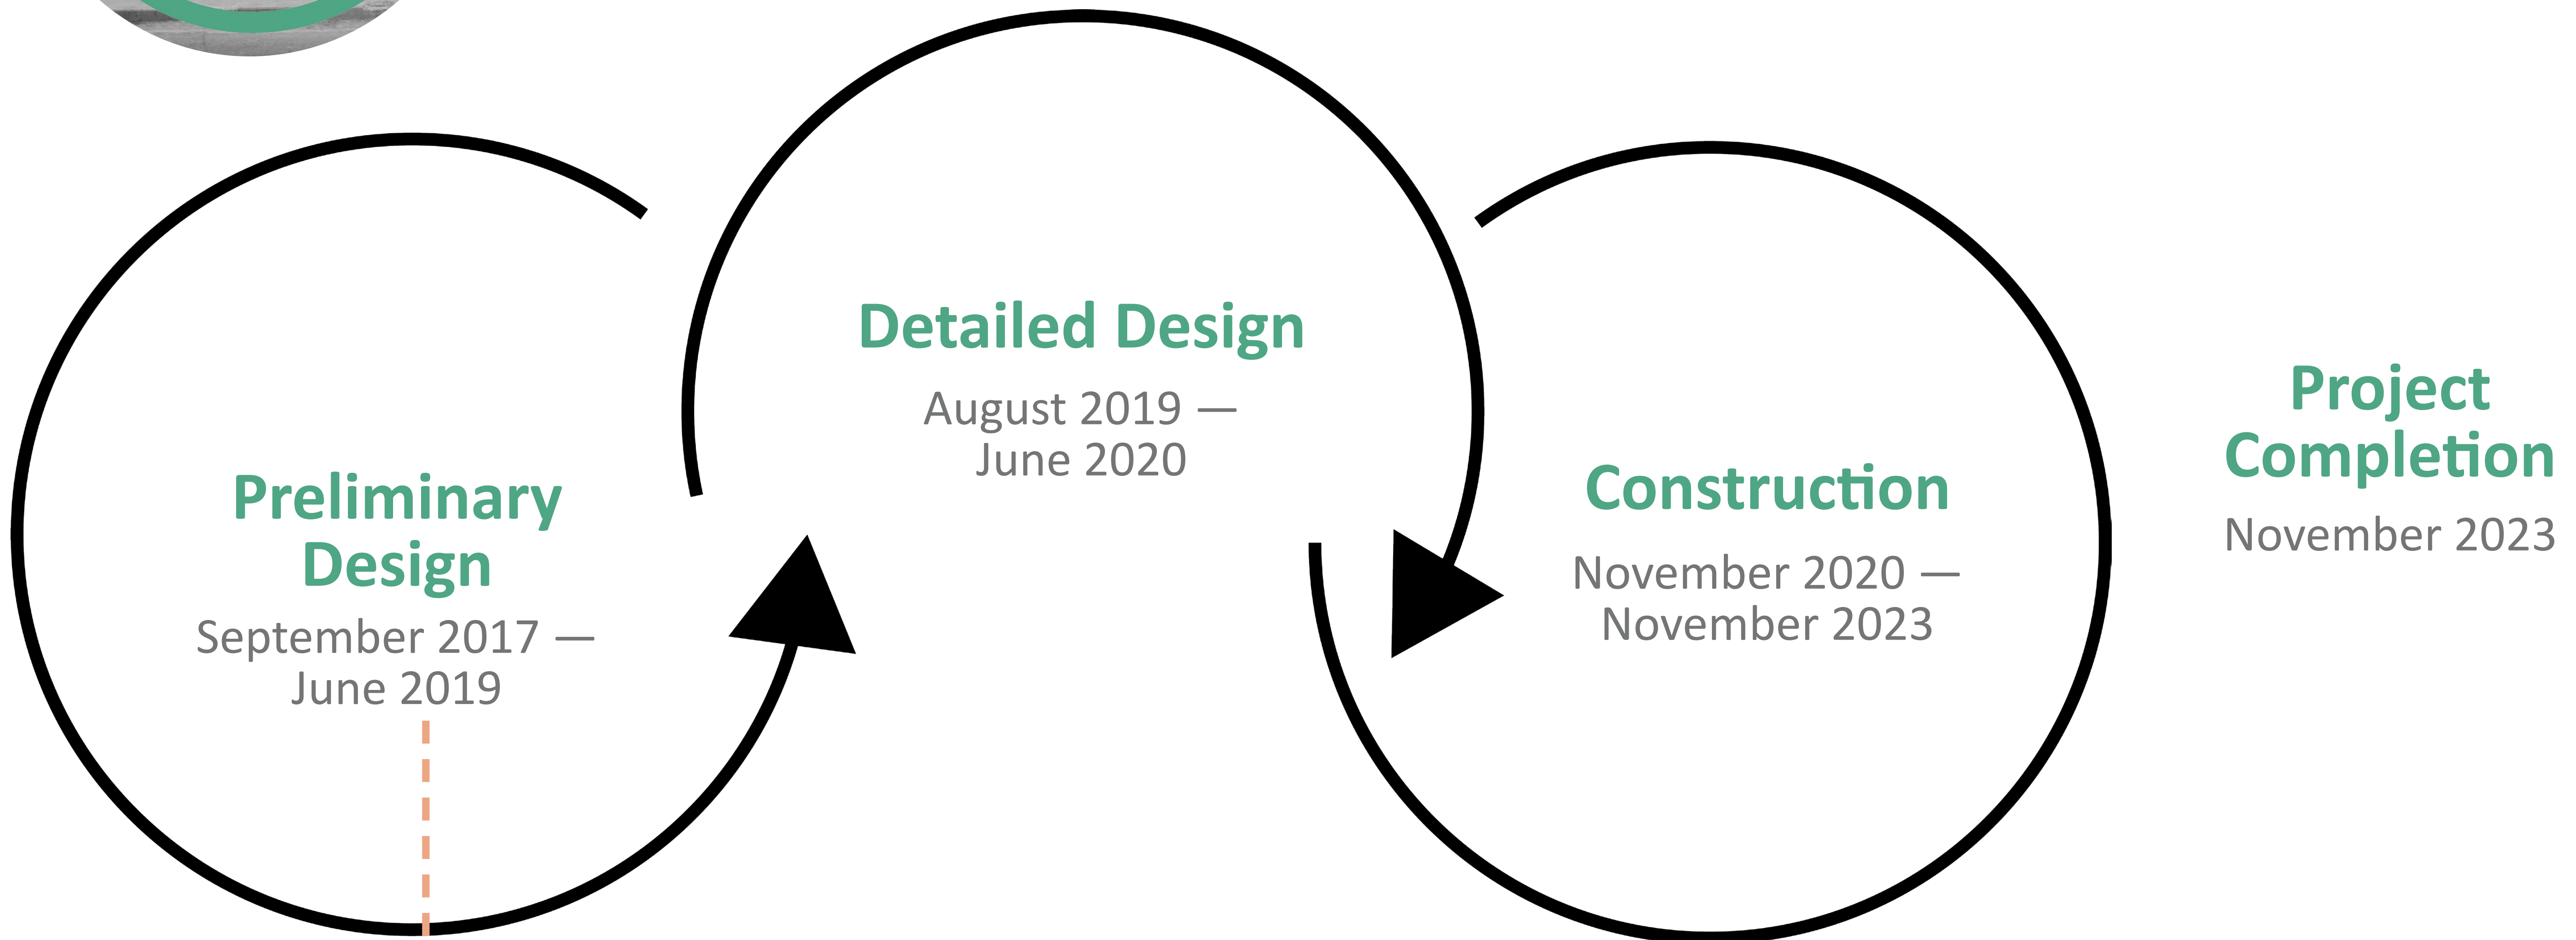 Preliminary
Design
September 2017 —
June 2019
Detailed Design
August 2019 —
June 2020
Construction
November 2020 —
November 2023
Project
Completion
November 2023